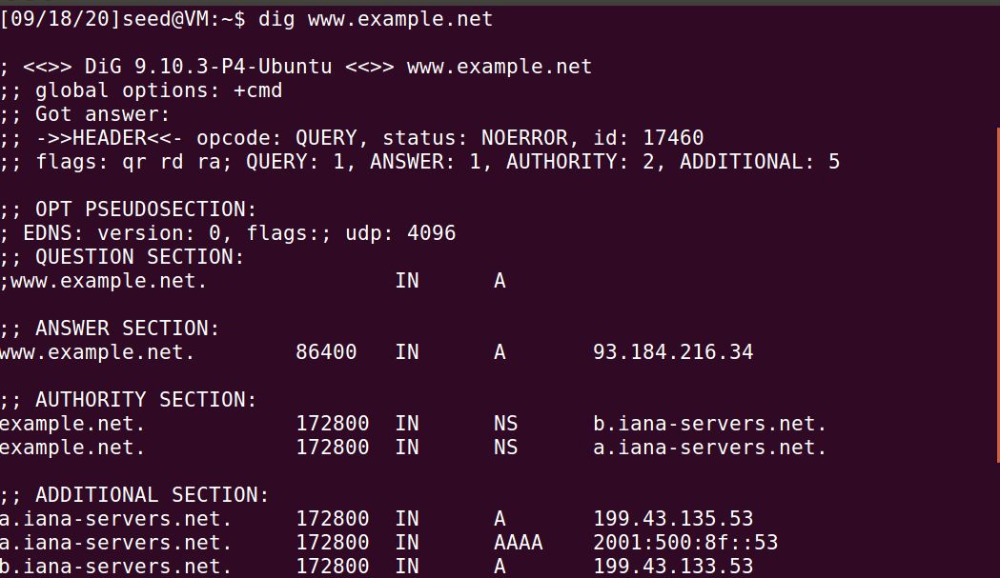 [09/18/20]seed@VM:~$ dig www.example.net
; <<>> DiG 9.10.3-P4-Ubuntu <<>> www.example.net
;; global options: +cmd
;; Got answer:
;; ->>HEADER<<- opcode: QUERY, status: NOERROR, id: 17460
;; flags: qr rd ra; QUERY: 1, ANSWER: 1, AUTHORITY: 2, ADDITIONAL: 5
;; OPT PSEUDOSECTION:
; EDNS: version: 0, flags:; udp: 4096
;; QUESTION SECTION:
;www.example.net. IN A
;; ANSWER SECTION:
www.example.net. 86400 IN A 93.184.216.34
;; AUTHORITY SECTION:
example.net. 172800 IN NS b.iana-servers.net.
example.net. 172800 IN NS a.iana-servers.net.
;; ADDITIONAL SECTION:
a.iana-servers.net. 172800 IN A 199.43.135.53
a.iana-servers.net. 172800 IN AAAA 2001:500:8f::53
b.iana-servers.net. 172800 IN A 199.43.133.53